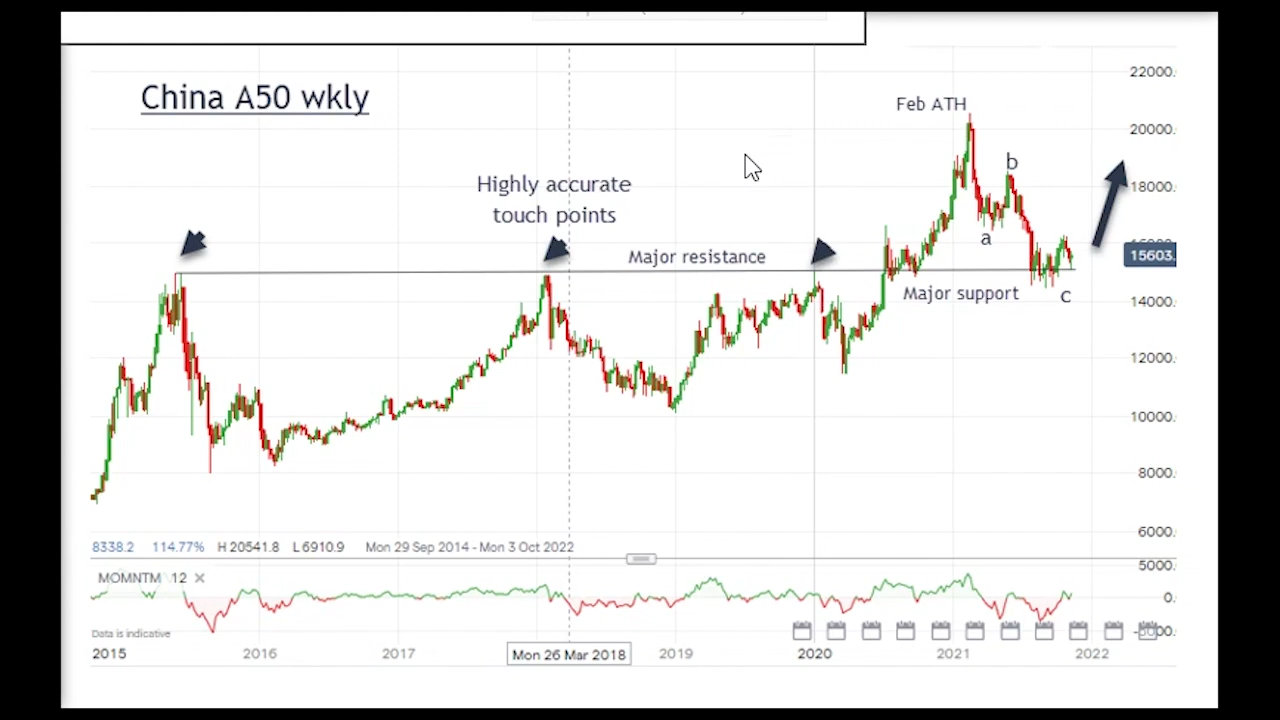 China A50 wkly
22000.
Feb ATH
20000.
b
Highly accurate
touch points
18000.
a
Major resistance
15603.
Major support
c
14000.
12000.
10000.
8000.
6000.
8338.2 114.77% H 20541.8 L 6910.9 Mon 29 Sep 2014 - Mon 3 Oct 2022
5000.
MOMNTM 12 ×
0.
Data is indicative
2015 2016 2017 Mon 26 Mar 2018 2019 2020 2021 2022